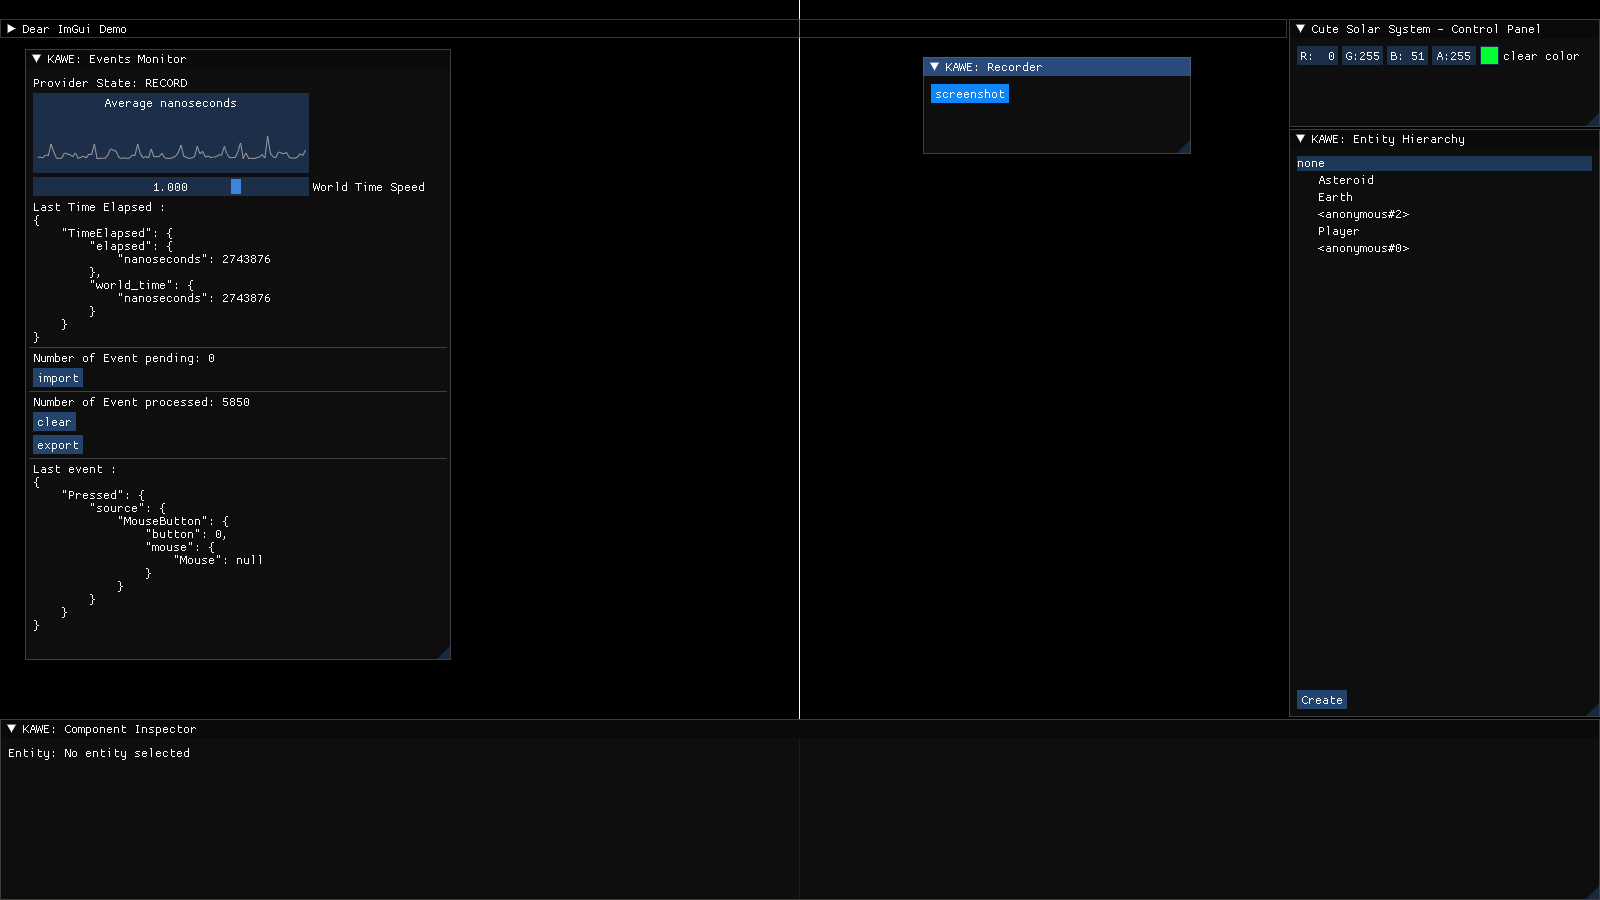 Dear ImGui Demo
KAWE: Events Monitor
Provider State: RECORD
Average nanoseconds
1.000 World Time Speed
Last Time Elapsed :
{
    "TimeElapsed": {
        "elapsed": {
            "nanoseconds": 2743876
        },
        "world_time": {
            "nanoseconds": 2743876
        }
    }
}
Number of Event pending: 0
import
Number of Event processed: 5850
clear
export
Last event :
{
    "Pressed": {
        "source": {
            "MouseButton": {
                "button": 0,
                "mouse": {
                    "Mouse": null
                }
            }
        }
    }
}
KAWE: Recorder
screenshot
Cute Solar System - Control Panel
R: 0 G:255 B: 51 A:255 clear color
KAWE: Entity Hierarchy
none
Asteroid
Earth
<anonymous#2>
Player
<anonymous#0>
Create
KAWE: Component Inspector
Entity: No entity selected